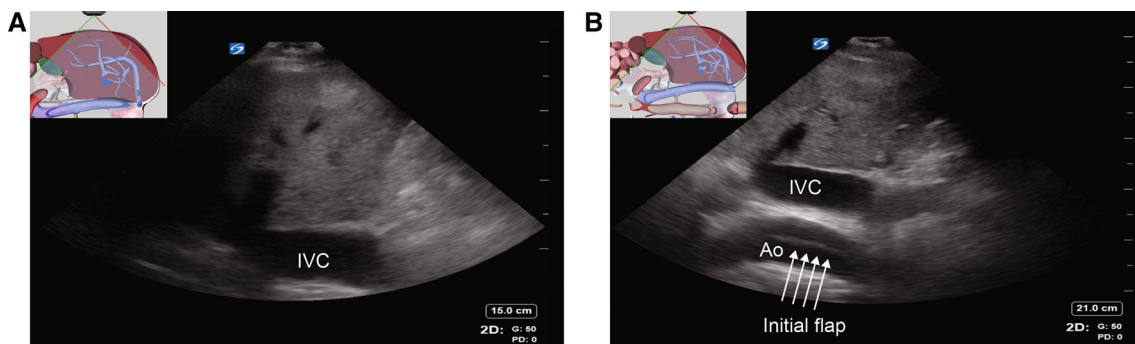 A
IVC
15.0 cm
2D: G: 50
PD: 0
B
IVC
Ao
Initial flap
21.0 cm
2D: G: 50
PD: 0